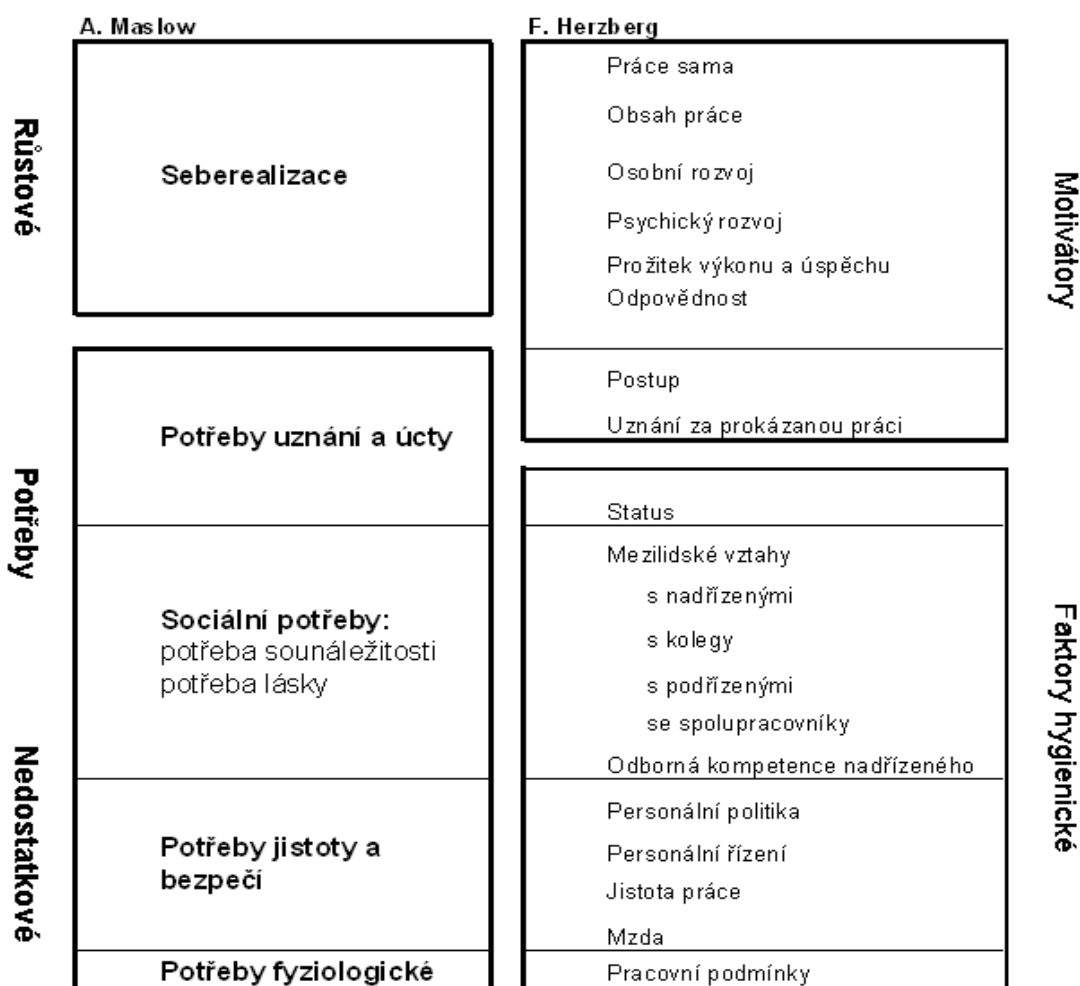 A. Maslow
F. Herzberg
Růstové
Seberealizace
Práce sama
Obsah práce
Osobní rozvoj
Psychický rozvoj
Prožitek výkonu a úspěchu
Odpovědnost
Motivátory
Potřeby
Potřeby uznání a úcty
Postup
Uznání za prokázanou práci
Status
Sociální potřeby:
potřeba sounáležitosti
potřeba lásky
Mezilidské vztahy
s nadřízenými
s kolegy
s podřízenými
se spolupracovníky
Odborná kompetence nadřízeného
Faktory hygienické
Nedostatkové
Potřeby jistoty a
bezpečí
Personální politika
Personální řízení
Jistota práce
Mzda
Potřeby fyziologické
Pracovní podmínky